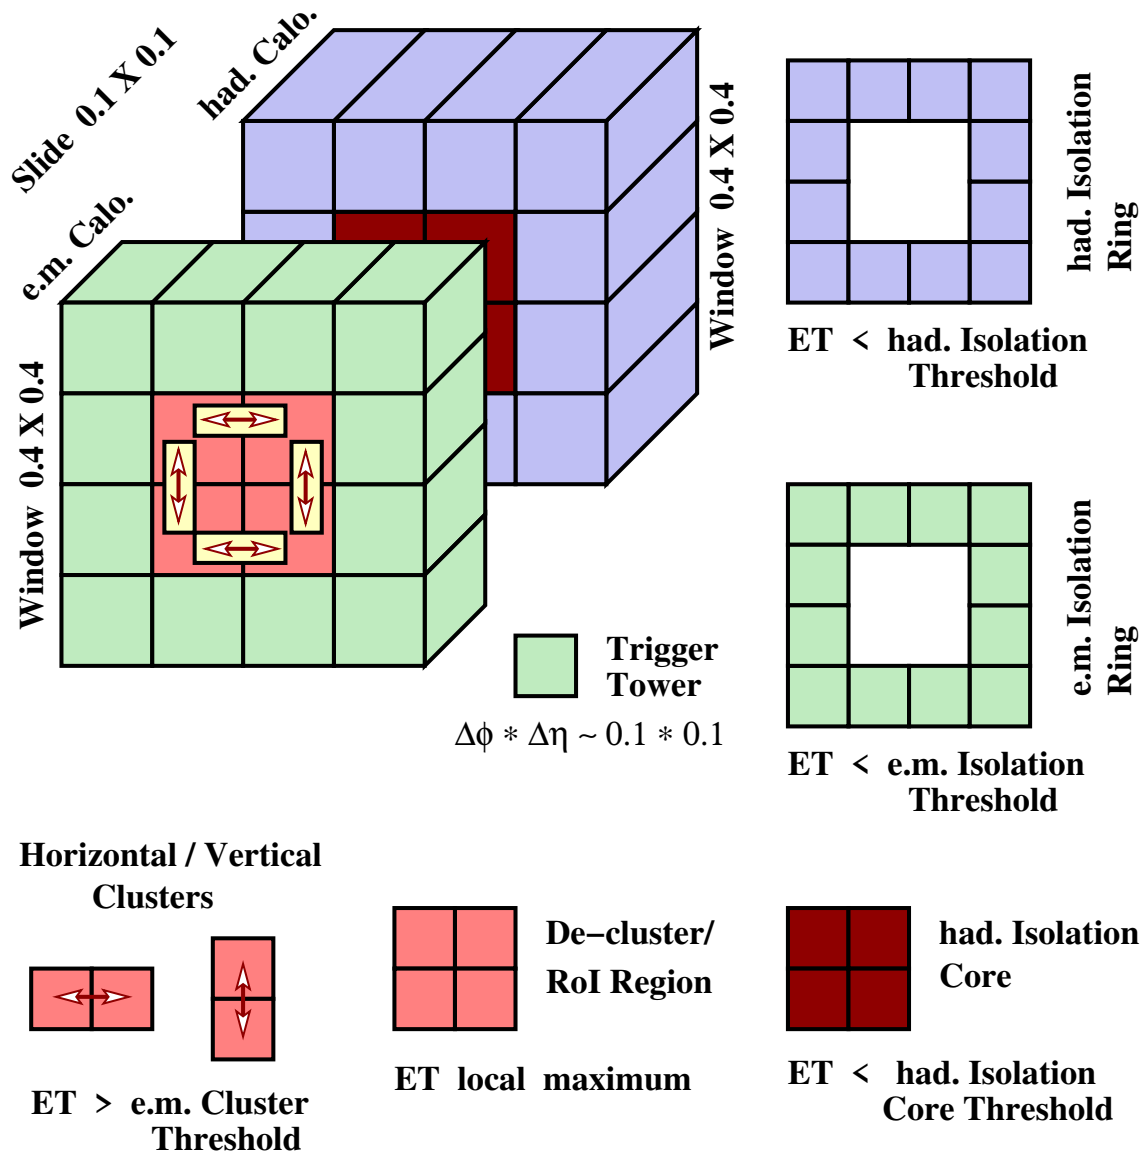 Slide 0.1 X 0.1
had. Calo.
e.m. Calo.
Window 0.4 X 0.4
Window 0.4 X 0.4
had. Isolation
Ring
ET < had. Isolation
Threshold
e.m. Isolation
Ring
ET < e.m. Isolation
Threshold
Trigger
Tower
Δϕ * Δη ~ 0.1 * 0.1
Horizontal / Vertical
Clusters
ET > e.m. Cluster
Threshold
De−cluster/
RoI Region
ET local maximum
had. Isolation
Core
ET < had. Isolation
Core Threshold